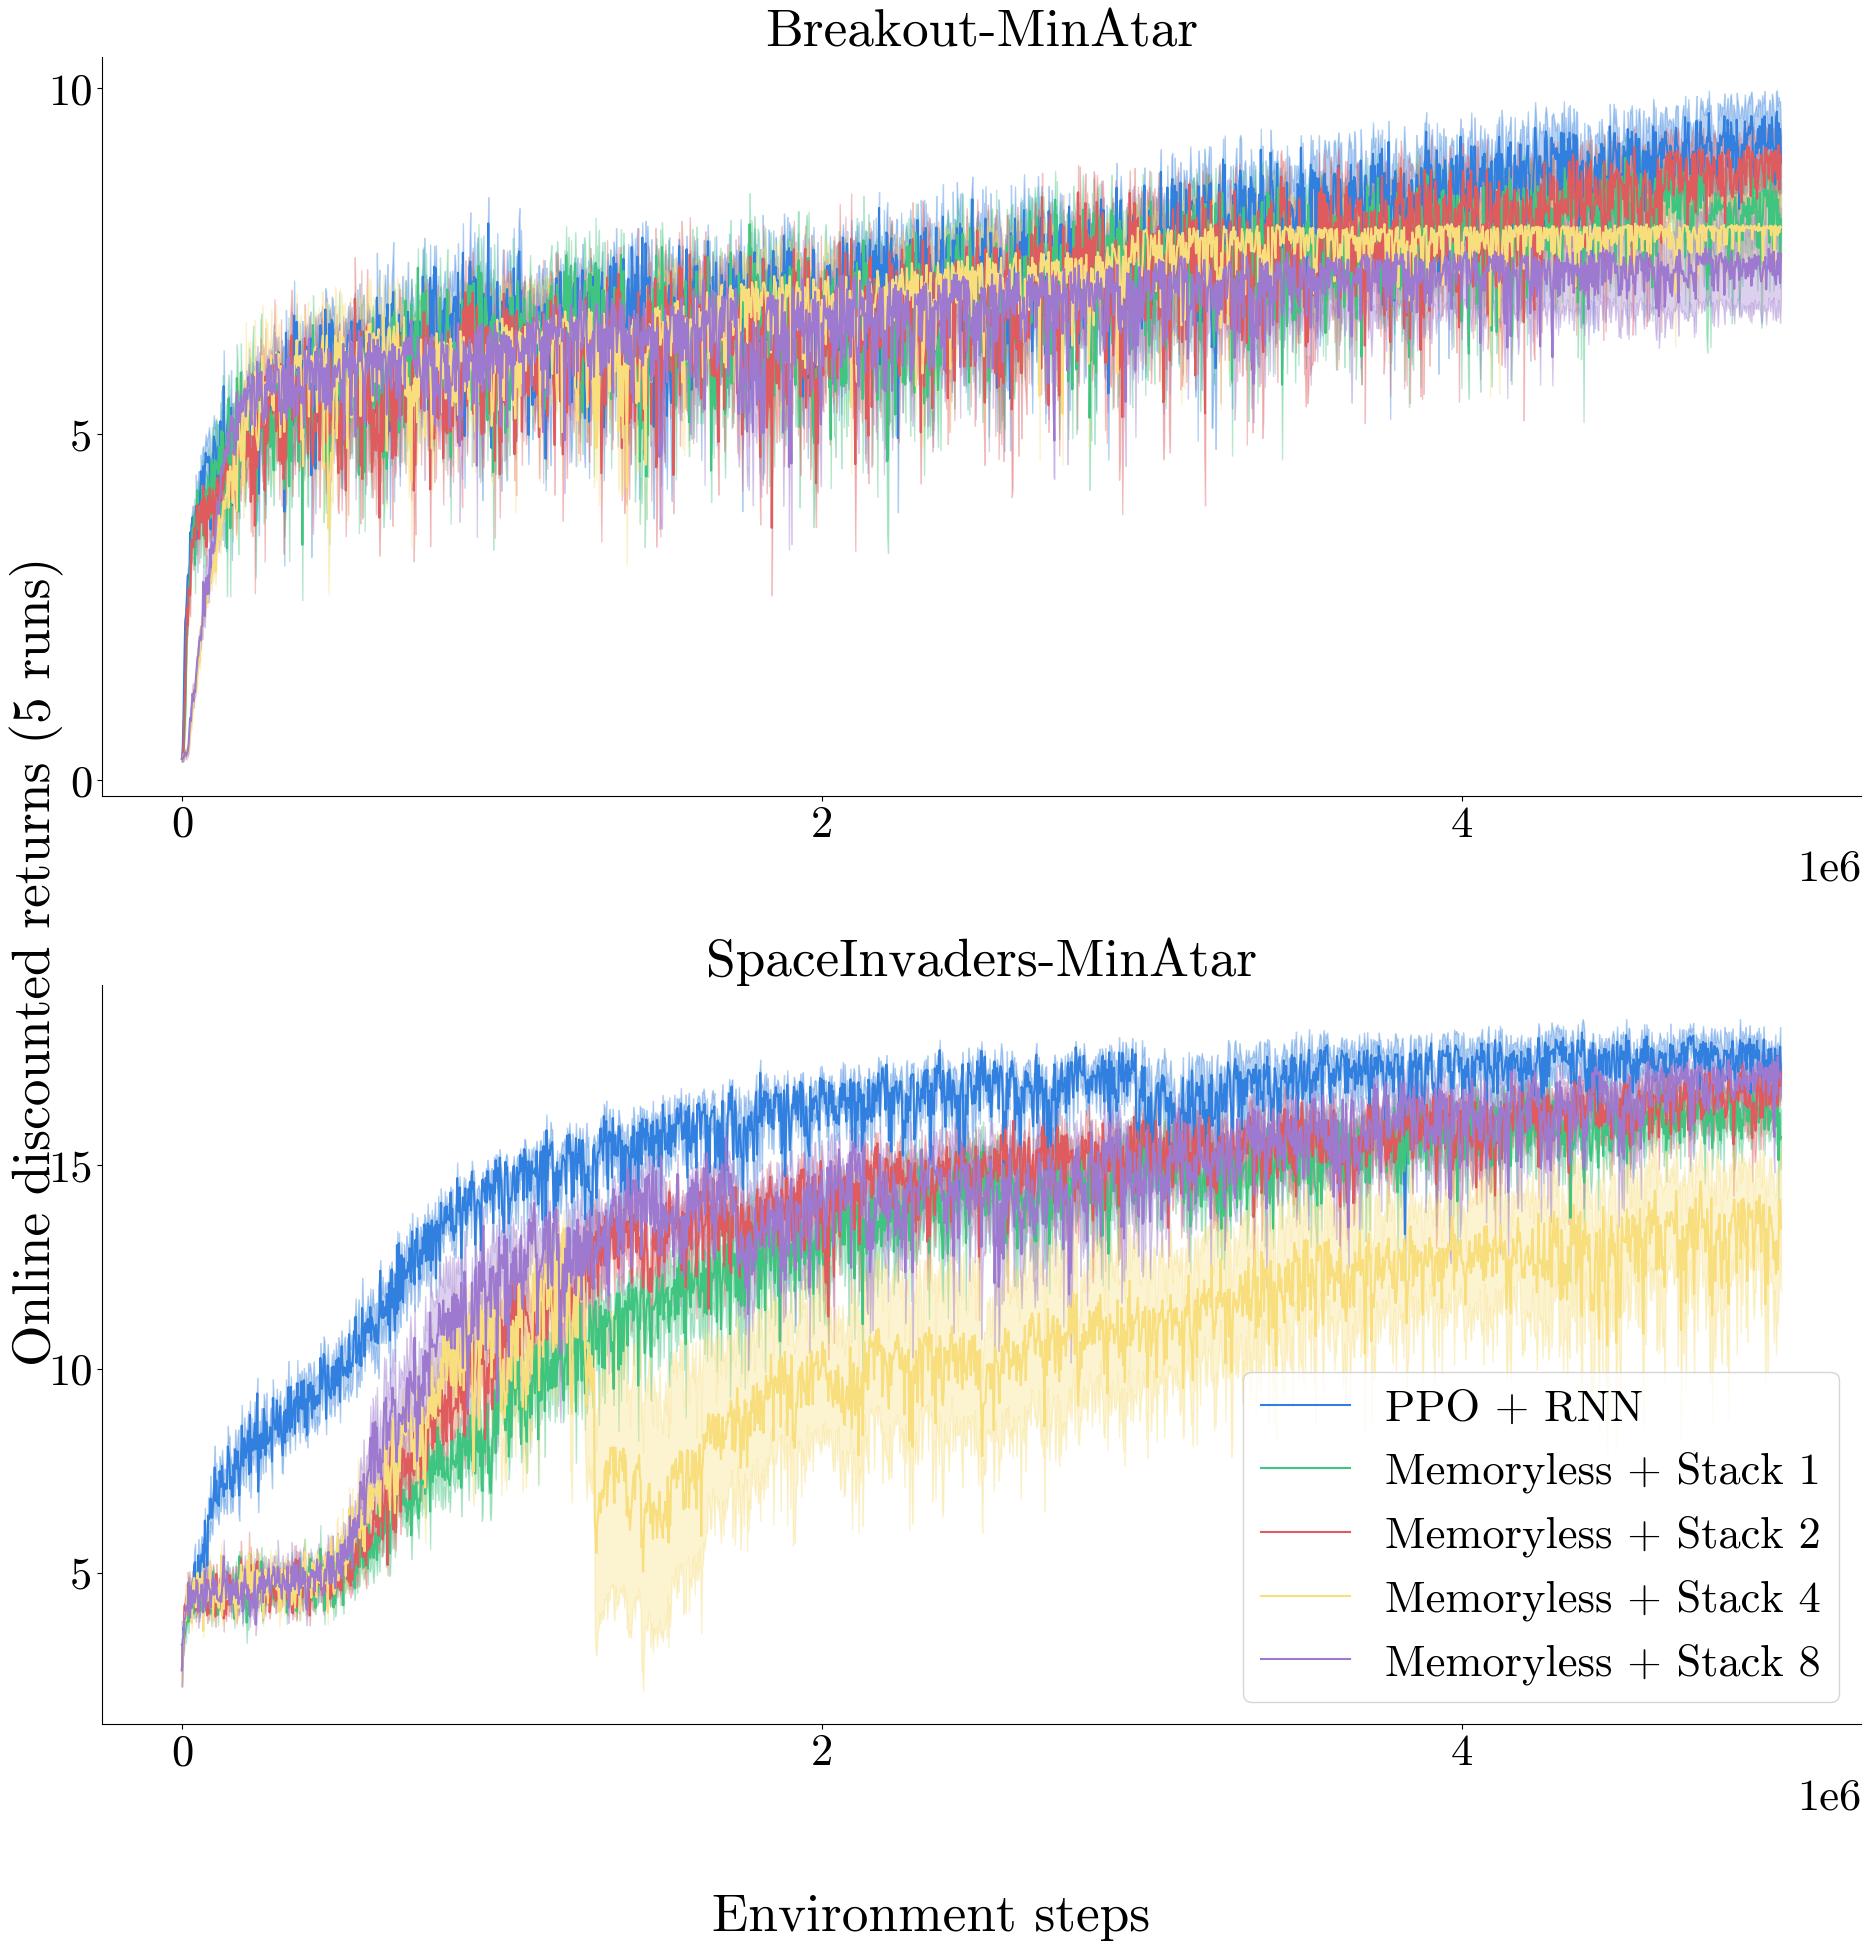 Breakout-MinAtar
10
5
0
0
2
4
1e6
SpaceInvaders-MinAtar
15
10
5
0
2
4
1e6
PPO + RNN
Memoryless + Stack 1
Memoryless + Stack 2
Memoryless + Stack 4
Memoryless + Stack 8
Online discounted returns (5 runs)
Environment steps